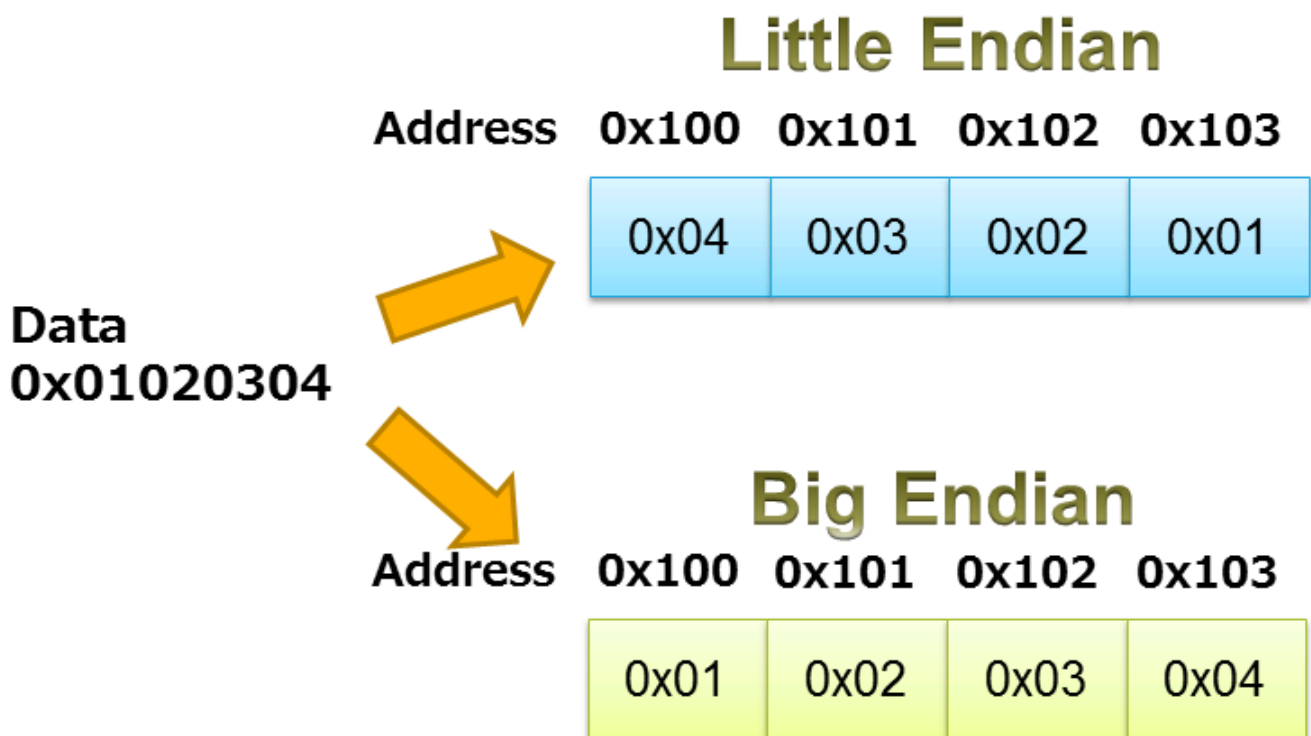 Little Endian
Address 0x100 0x101 0x102 0x103
0x04 0x03 0x02 0x01
Data
0x01020304
Big Endian
Address 0x100 0x101 0x102 0x103
0x01 0x02 0x03 0x04